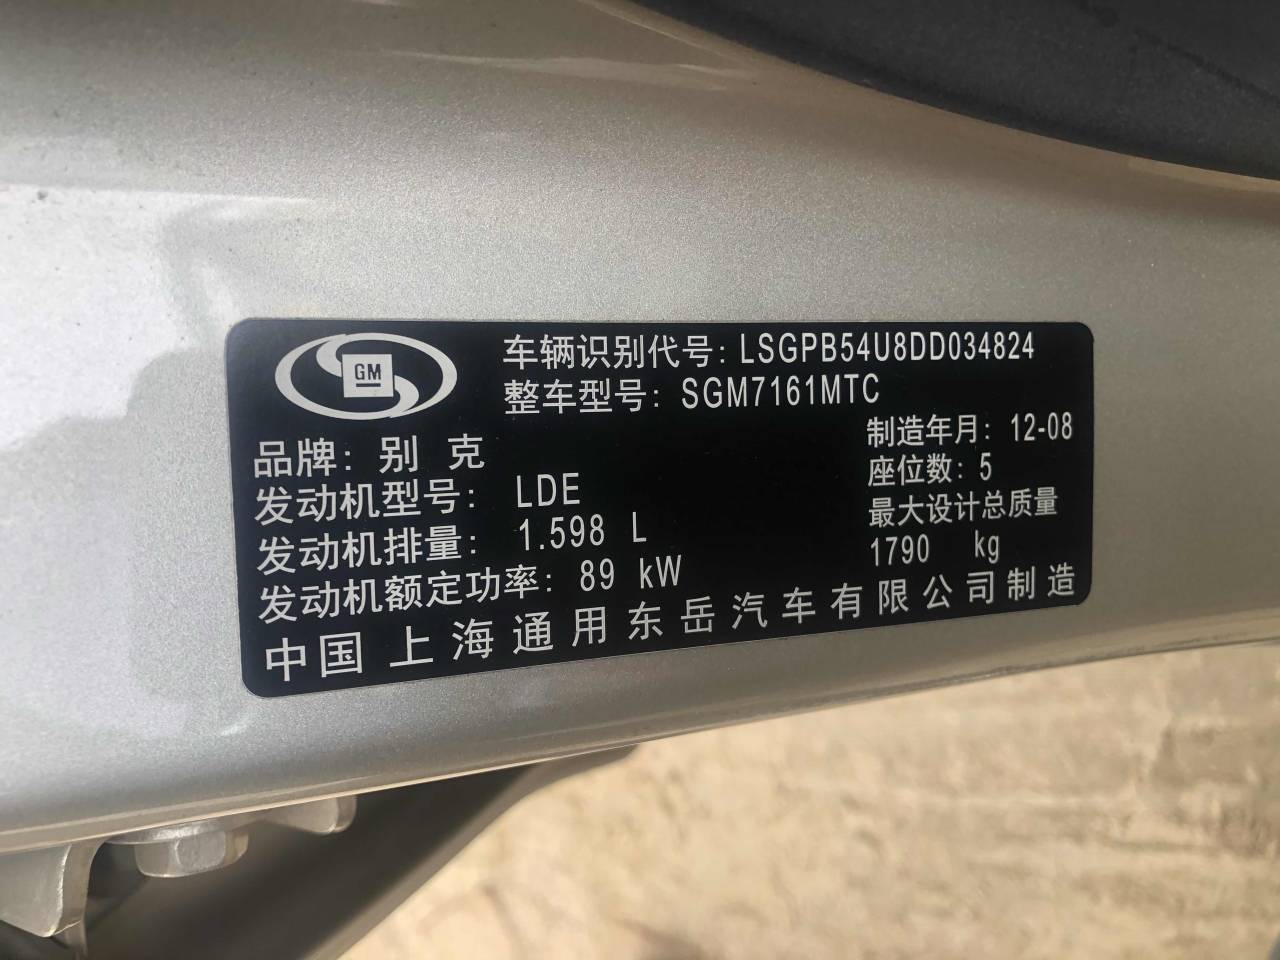 GM
车辆识别代号: LSGPB54U8DD034824
整车型号: SGM7161MTC
品牌: 别克
制造年月: 12-08
发动机型号: LDE
座位数: 5
发动机排量: 1.598 L
最大设计总质量
1790 kg
发动机额定功率: 89 kW
中国上海通用东岳汽车有限公司制造